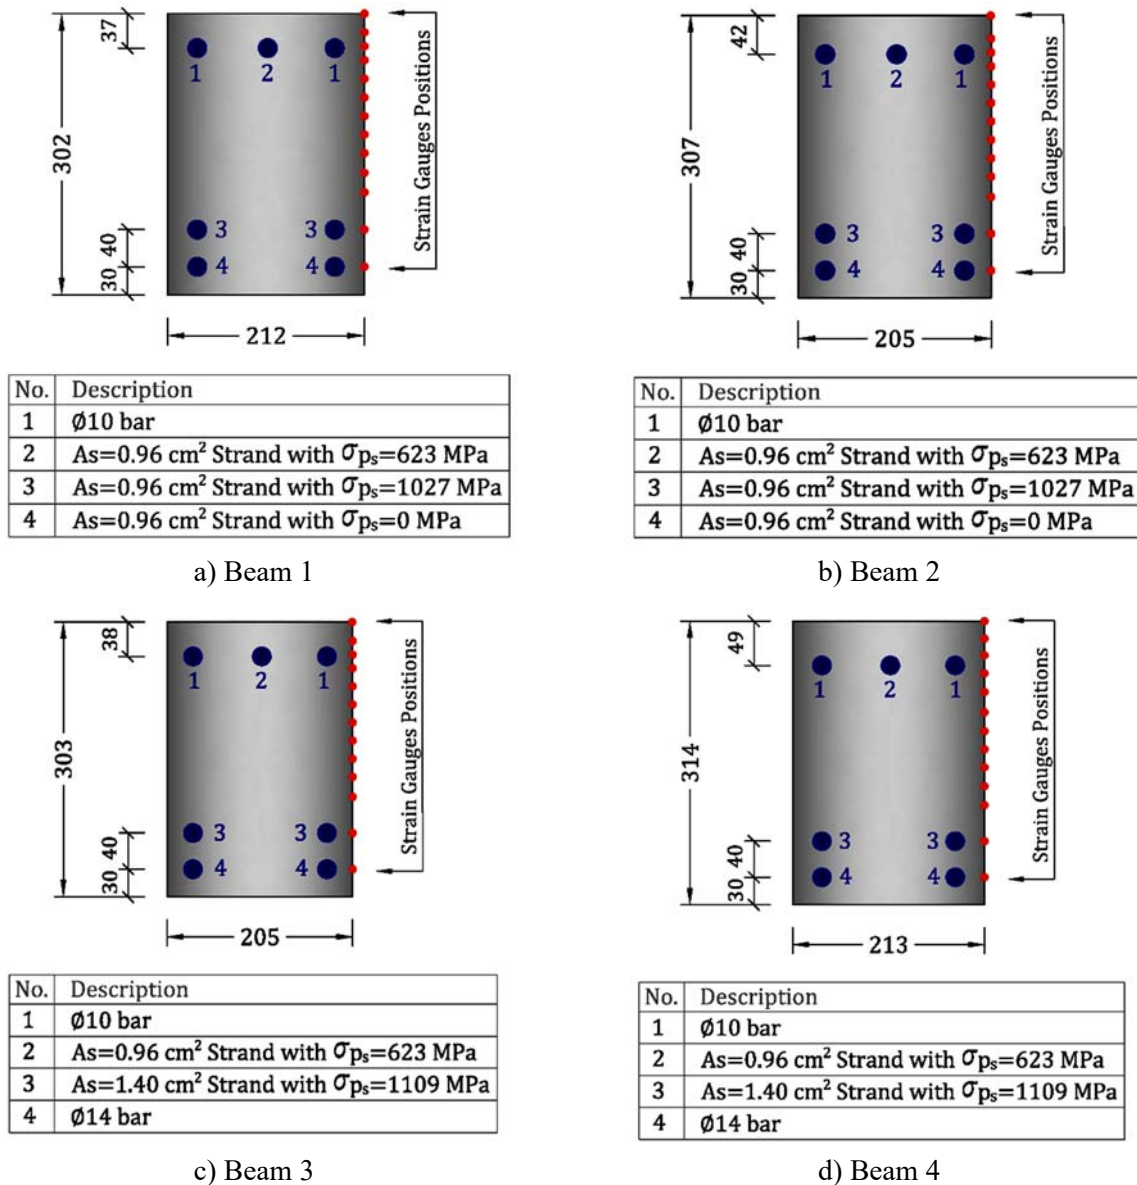 37
302
40
30
1
2
1
3
3
4
4
212
Strain Gauges Positions
No. Description
1 Ø10 bar
2 As=0.96 cm² Strand with σps=623 MPa
3 As=0.96 cm² Strand with σps=1027 MPa
4 As=0.96 cm² Strand with σps=0 MPa
a) Beam 1
42
307
40
30
1
2
1
3
3
4
4
205
Strain Gauges Positions
No. Description
1 Ø10 bar
2 As=0.96 cm² Strand with σps=623 MPa
3 As=0.96 cm² Strand with σps=1027 MPa
4 As=0.96 cm² Strand with σps=0 MPa
b) Beam 2
38
303
40
30
1
2
1
3
3
4
4
205
Strain Gauges Positions
No. Description
1 Ø10 bar
2 As=0.96 cm² Strand with σps=623 MPa
3 As=1.40 cm² Strand with σps=1109 MPa
4 Ø14 bar
c) Beam 3
49
314
40
30
1
2
1
3
3
4
4
213
Strain Gauges Positions
No. Description
1 Ø10 bar
2 As=0.96 cm² Strand with σps=623 MPa
3 As=1.40 cm² Strand with σps=1109 MPa
4 Ø14 bar
d) Beam 4